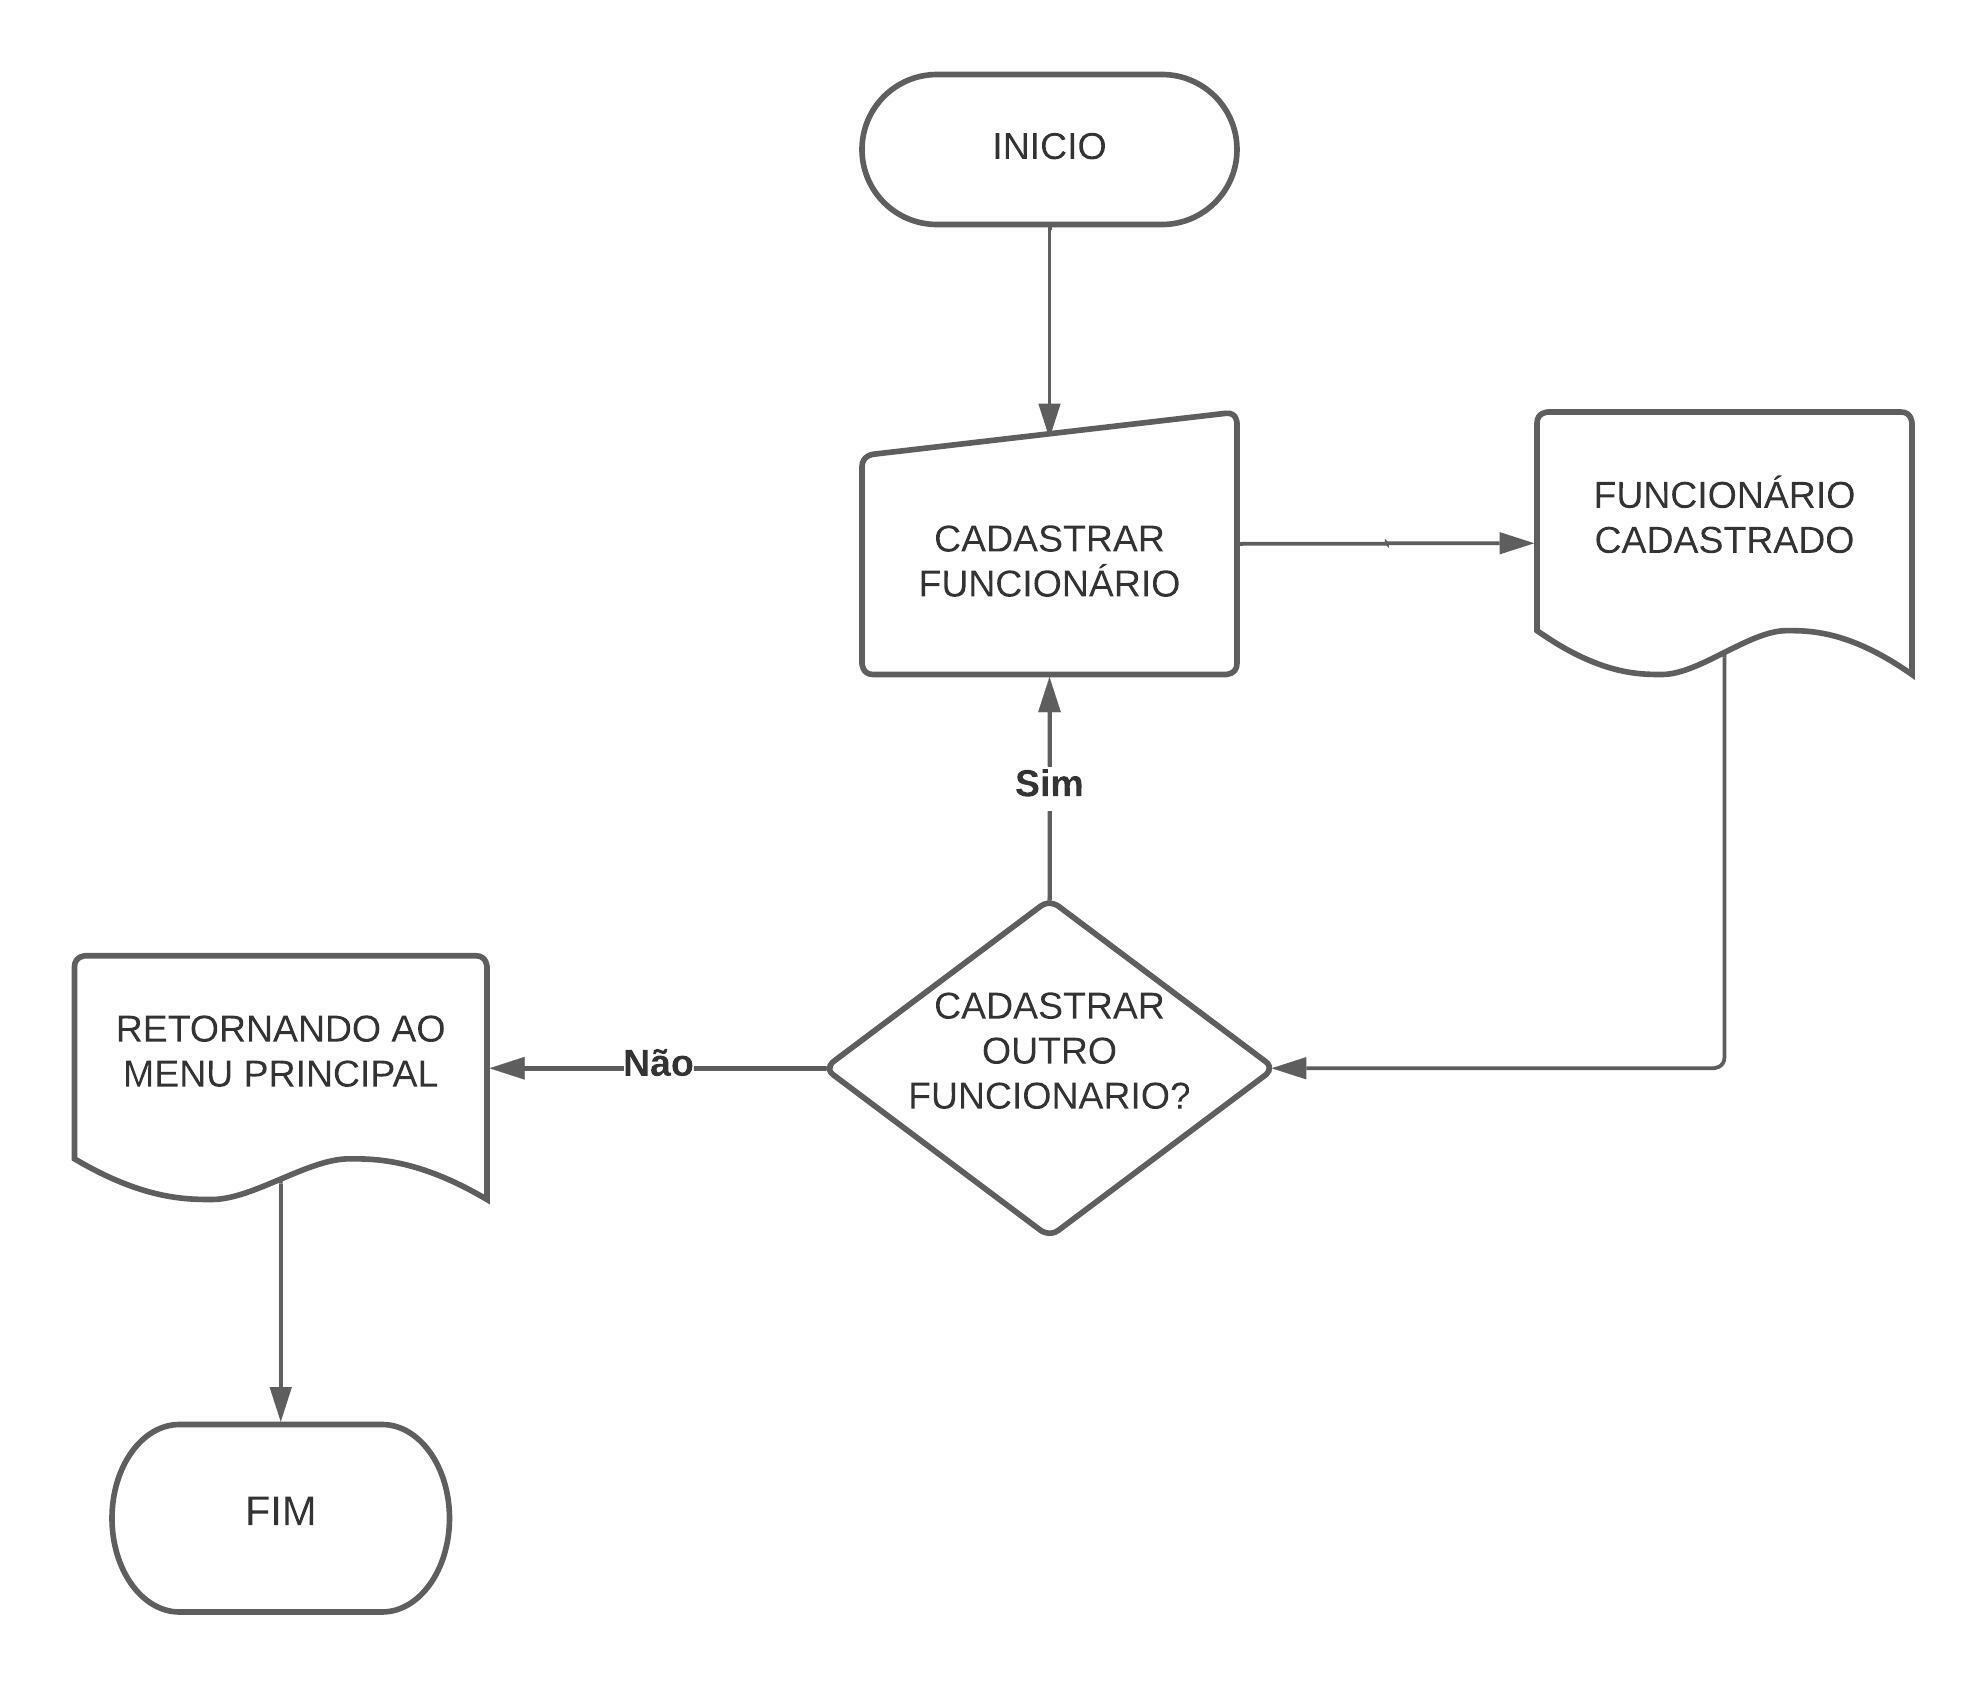 INICIO
CADASTRAR
FUNCIONÁRIO
FUNCIONÁRIO
CADASTRADO
Sim
CADASTRAR
OUTRO
FUNCIONARIO?
Não
RETORNANDO AO
MENU PRINCIPAL
FIM